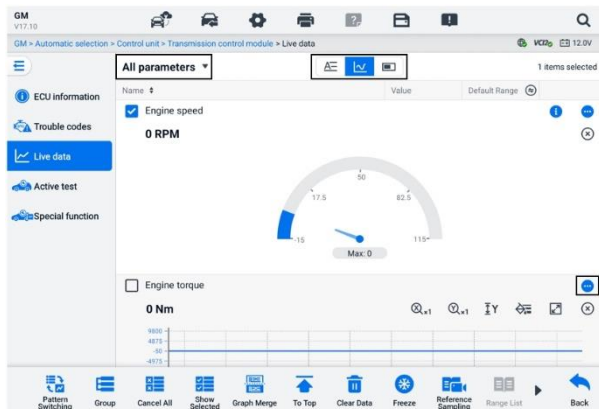 GM
V17.10
GM > Automatic selection > Control unit > Transmission control module > Live data
VCI 12.0V
All parameters
1 items selected
Name Value Default Range
ECU information
Trouble codes
Live data
Active test
Special function
Engine speed
0 RPM
50
17.5 82.5
-15 115
Max: 0
Engine torque
0 Nm
x1 x1 Y
9800
4875
-50
-4975
Pattern Switching
Group
Cancel All
Show Selected
Graph Merge
To Top
Clear Data
Freeze
Reference Sampling
Range List
Back